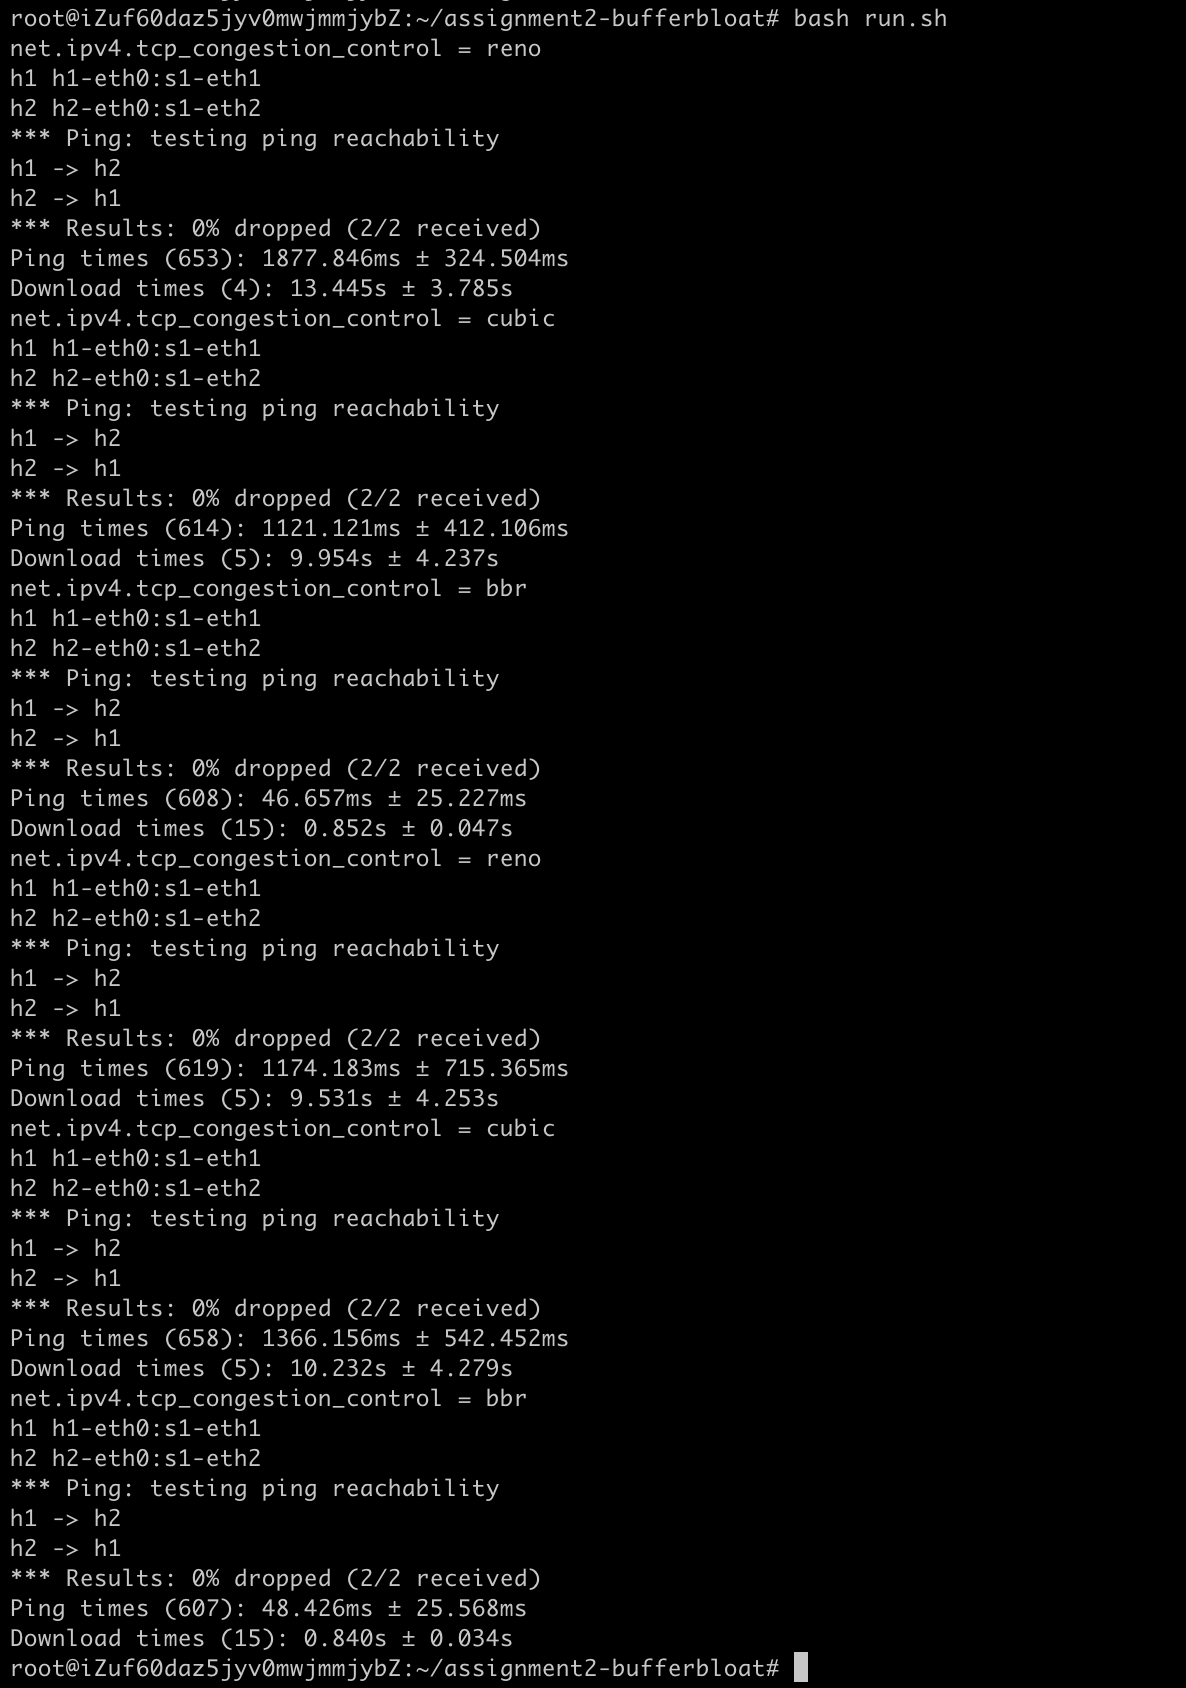 root@iZuf60daz5jyv0mwjmmjybZ:~/assignment2-bufferbloat# bash run.sh
net.ipv4.tcp_congestion_control = reno
h1 h1-eth0:s1-eth1
h2 h2-eth0:s1-eth2
*** Ping: testing ping reachability
h1 -> h2
h2 -> h1
*** Results: 0% dropped (2/2 received)
Ping times (653): 1877.846ms ± 324.504ms
Download times (4): 13.445s ± 3.785s
net.ipv4.tcp_congestion_control = cubic
h1 h1-eth0:s1-eth1
h2 h2-eth0:s1-eth2
*** Ping: testing ping reachability
h1 -> h2
h2 -> h1
*** Results: 0% dropped (2/2 received)
Ping times (614): 1121.121ms ± 412.106ms
Download times (5): 9.954s ± 4.237s
net.ipv4.tcp_congestion_control = bbr
h1 h1-eth0:s1-eth1
h2 h2-eth0:s1-eth2
*** Ping: testing ping reachability
h1 -> h2
h2 -> h1
*** Results: 0% dropped (2/2 received)
Ping times (608): 46.657ms ± 25.227ms
Download times (15): 0.852s ± 0.047s
net.ipv4.tcp_congestion_control = reno
h1 h1-eth0:s1-eth1
h2 h2-eth0:s1-eth2
*** Ping: testing ping reachability
h1 -> h2
h2 -> h1
*** Results: 0% dropped (2/2 received)
Ping times (619): 1174.183ms ± 715.365ms
Download times (5): 9.531s ± 4.253s
net.ipv4.tcp_congestion_control = cubic
h1 h1-eth0:s1-eth1
h2 h2-eth0:s1-eth2
*** Ping: testing ping reachability
h1 -> h2
h2 -> h1
*** Results: 0% dropped (2/2 received)
Ping times (658): 1366.156ms ± 542.452ms
Download times (5): 10.232s ± 4.279s
net.ipv4.tcp_congestion_control = bbr
h1 h1-eth0:s1-eth1
h2 h2-eth0:s1-eth2
*** Ping: testing ping reachability
h1 -> h2
h2 -> h1
*** Results: 0% dropped (2/2 received)
Ping times (607): 48.426ms ± 25.568ms
Download times (15): 0.840s ± 0.034s
root@iZuf60daz5jyv0mwjmmjybZ:~/assignment2-bufferbloat#